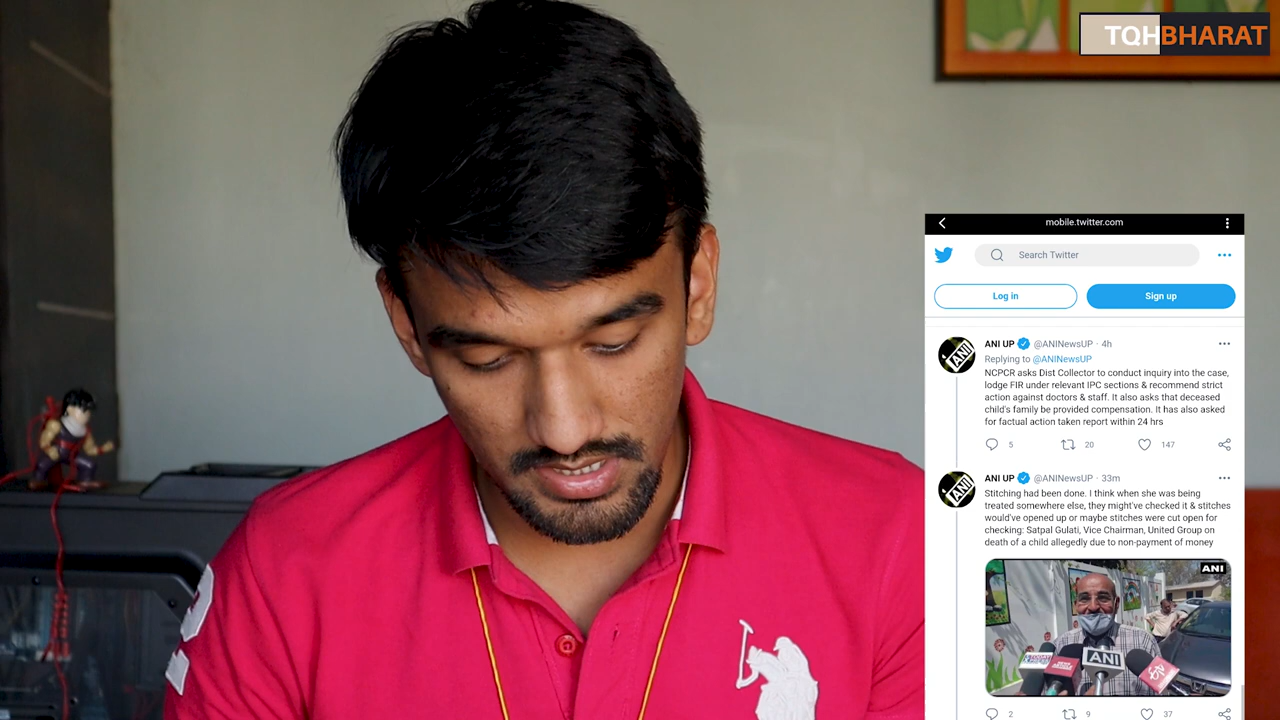 TQHBHARAT
mobile.twitter.com
Search Twitter
Log in
Sign up
ANI UP @ANINewsUP · 4h
Replying to @ANINewsUP
NCPCR asks Dist Collector to conduct inquiry into the case,
lodge FIR under relevant IPC sections & recommend strict
action against doctors & staff. It also asks that deceased
child's family be provided compensation. It has also asked
for factual action taken report within 24 hrs
5 20 147
ANI UP @ANINewsUP · 33m
Stitching had been done. I think when she was being
treated somewhere else, they might've checked it & stitches
would've opened up or maybe stitches were cut open for
checking: Satpal Gulati, Vice Chairman, United Group on
death of a child allegedly due to non-payment of money
ANI
ANI
2 9 37